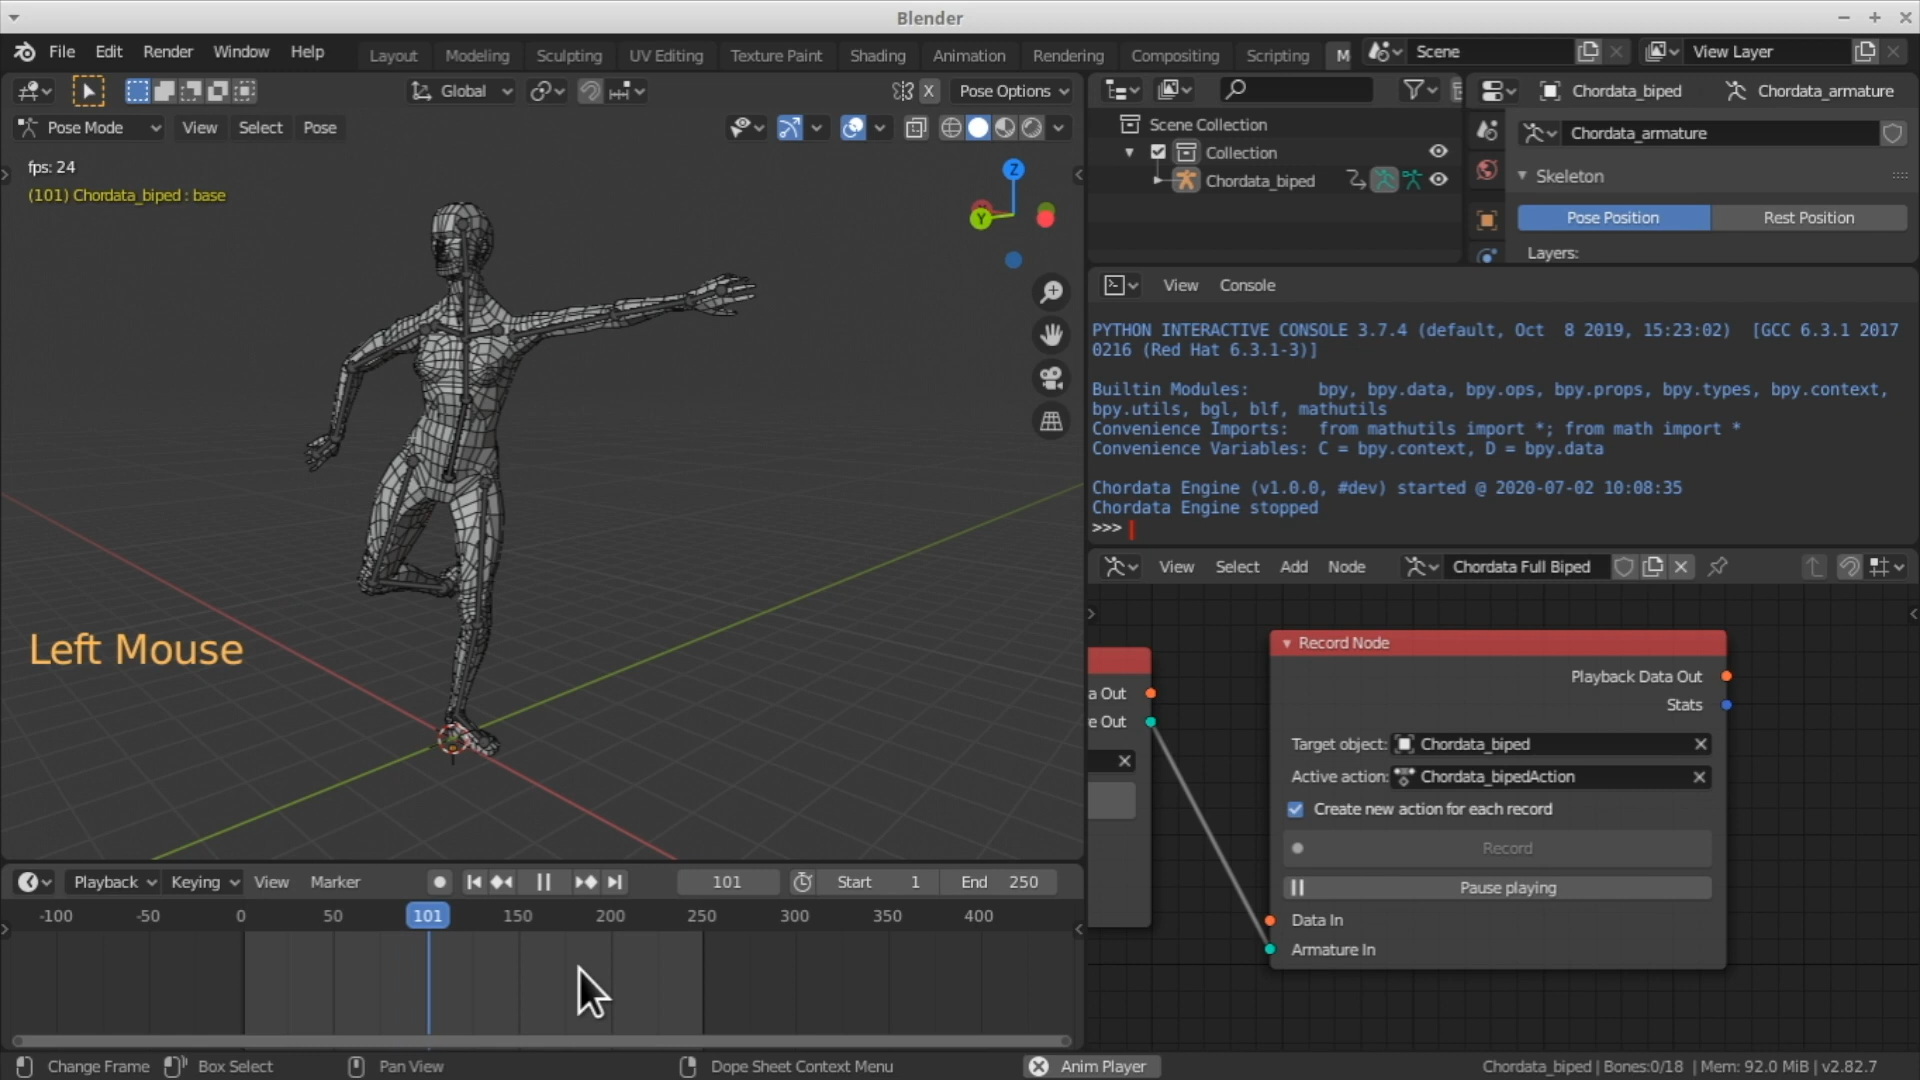 Blender
File Edit Render Window Help Layout Modeling Sculpting UV Editing Texture Paint Shading Animation Rendering Compositing Scripting M Scene View Layer
Global X Pose Options
Pose Mode View Select Pose
fps: 24
(101) Chordata_biped : base
Z
Y
Left Mouse
Scene Collection
Collection
Chordata_biped
Chordata_biped Chordata_armature
Chordata_armature
Skeleton
Pose Position Rest Position
Layers:
View Console
PYTHON INTERACTIVE CONSOLE 3.7.4 (default, Oct  8 2019, 15:23:02)  [GCC 6.3.1 2017
0216 (Red Hat 6.3.1-3)]
Builtin Modules:       bpy, bpy.data, bpy.ops, bpy.props, bpy.types, bpy.context,
bpy.utils, bgl, blf, mathutils
Convenience Imports:   from mathutils import *; from math import *
Convenience Variables: C = bpy.context, D = bpy.data
Chordata Engine (v1.0.0, #dev) started @ 2020-07-02 10:08:35
Chordata Engine stopped
>>>
View Select Add Node Chordata Full Biped
a Out
e Out
Record Node
Playback Data Out
Stats
Target object: Chordata_biped
Active action: Chordata_bipedAction
Create new action for each record
Record
Pause playing
Data In
Armature In
Playback Keying View Marker 101 Start 1 End 250
-100 -50 0 50 101 150 200 250 300 350 400
Change Frame Box Select Pan View Dope Sheet Context Menu Anim Player Chordata_biped | Bones:0/18 | Mem: 92.0 MiB | v2.82.7